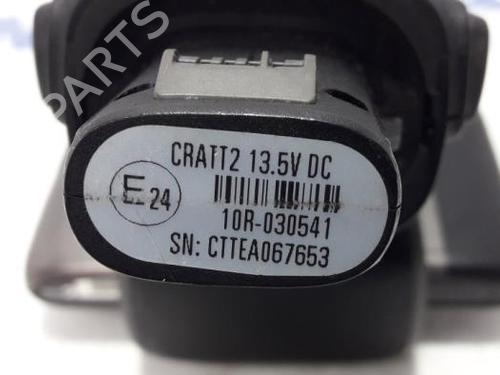 PARTS
CRATT2 13.5V DC
E 24
10R-030541
SN: CTTEA067653